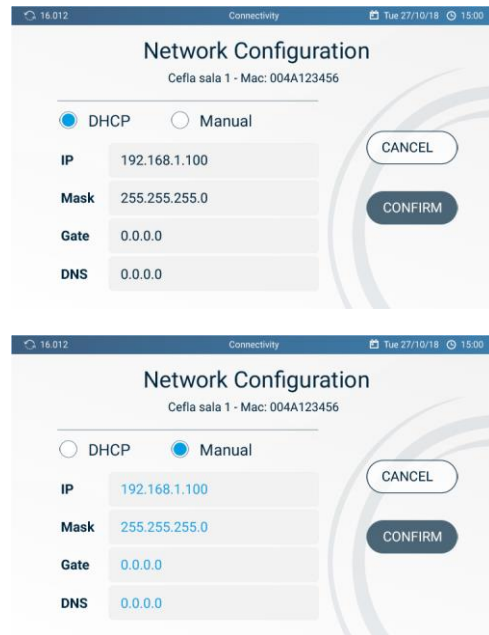 16.012 Connectivity Tue 27/10/18 15:00
Network Configuration
Cefla sala 1 - Mac: 004A123456
DHCP Manual
CANCEL
IP 192.168.1.100
Mask 255.255.255.0
CONFIRM
Gate 0.0.0.0
DNS 0.0.0.0
16.012 Connectivity Tue 27/10/18 15:00
Network Configuration
Cefla sala 1 - Mac: 004A123456
DHCP Manual
CANCEL
IP 192.168.1.100
Mask 255.255.255.0
CONFIRM
Gate 0.0.0.0
DNS 0.0.0.0